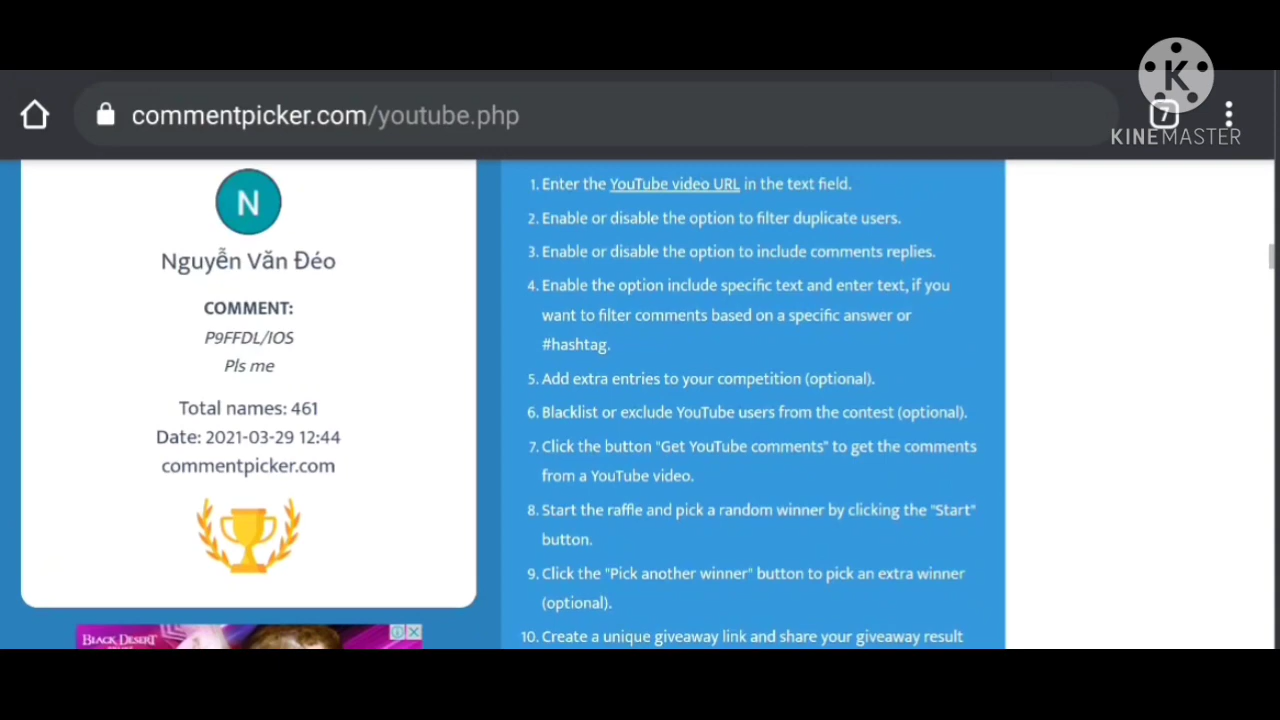 commentpicker.com/youtube.php
7
K
KINEMASTER
N
Nguyễn Văn Đéo
COMMENT:
P9FFDL/IOS
Pls me
Total names: 461
Date: 2021-03-29 12:44
commentpicker.com
BLACK DESERT
1. Enter the YouTube video URL in the text field.
2. Enable or disable the option to filter duplicate users.
3. Enable or disable the option to include comments replies.
4. Enable the option include specific text and enter text, if you
want to filter comments based on a specific answer or
#hashtag.
5. Add extra entries to your competition (optional).
6. Blacklist or exclude YouTube users from the contest (optional).
7. Click the button "Get YouTube comments" to get the comments
from a YouTube video.
8. Start the raffle and pick a random winner by clicking the "Start"
button.
9. Click the "Pick another winner" button to pick an extra winner
(optional).
10. Create a unique giveaway link and share your giveaway result